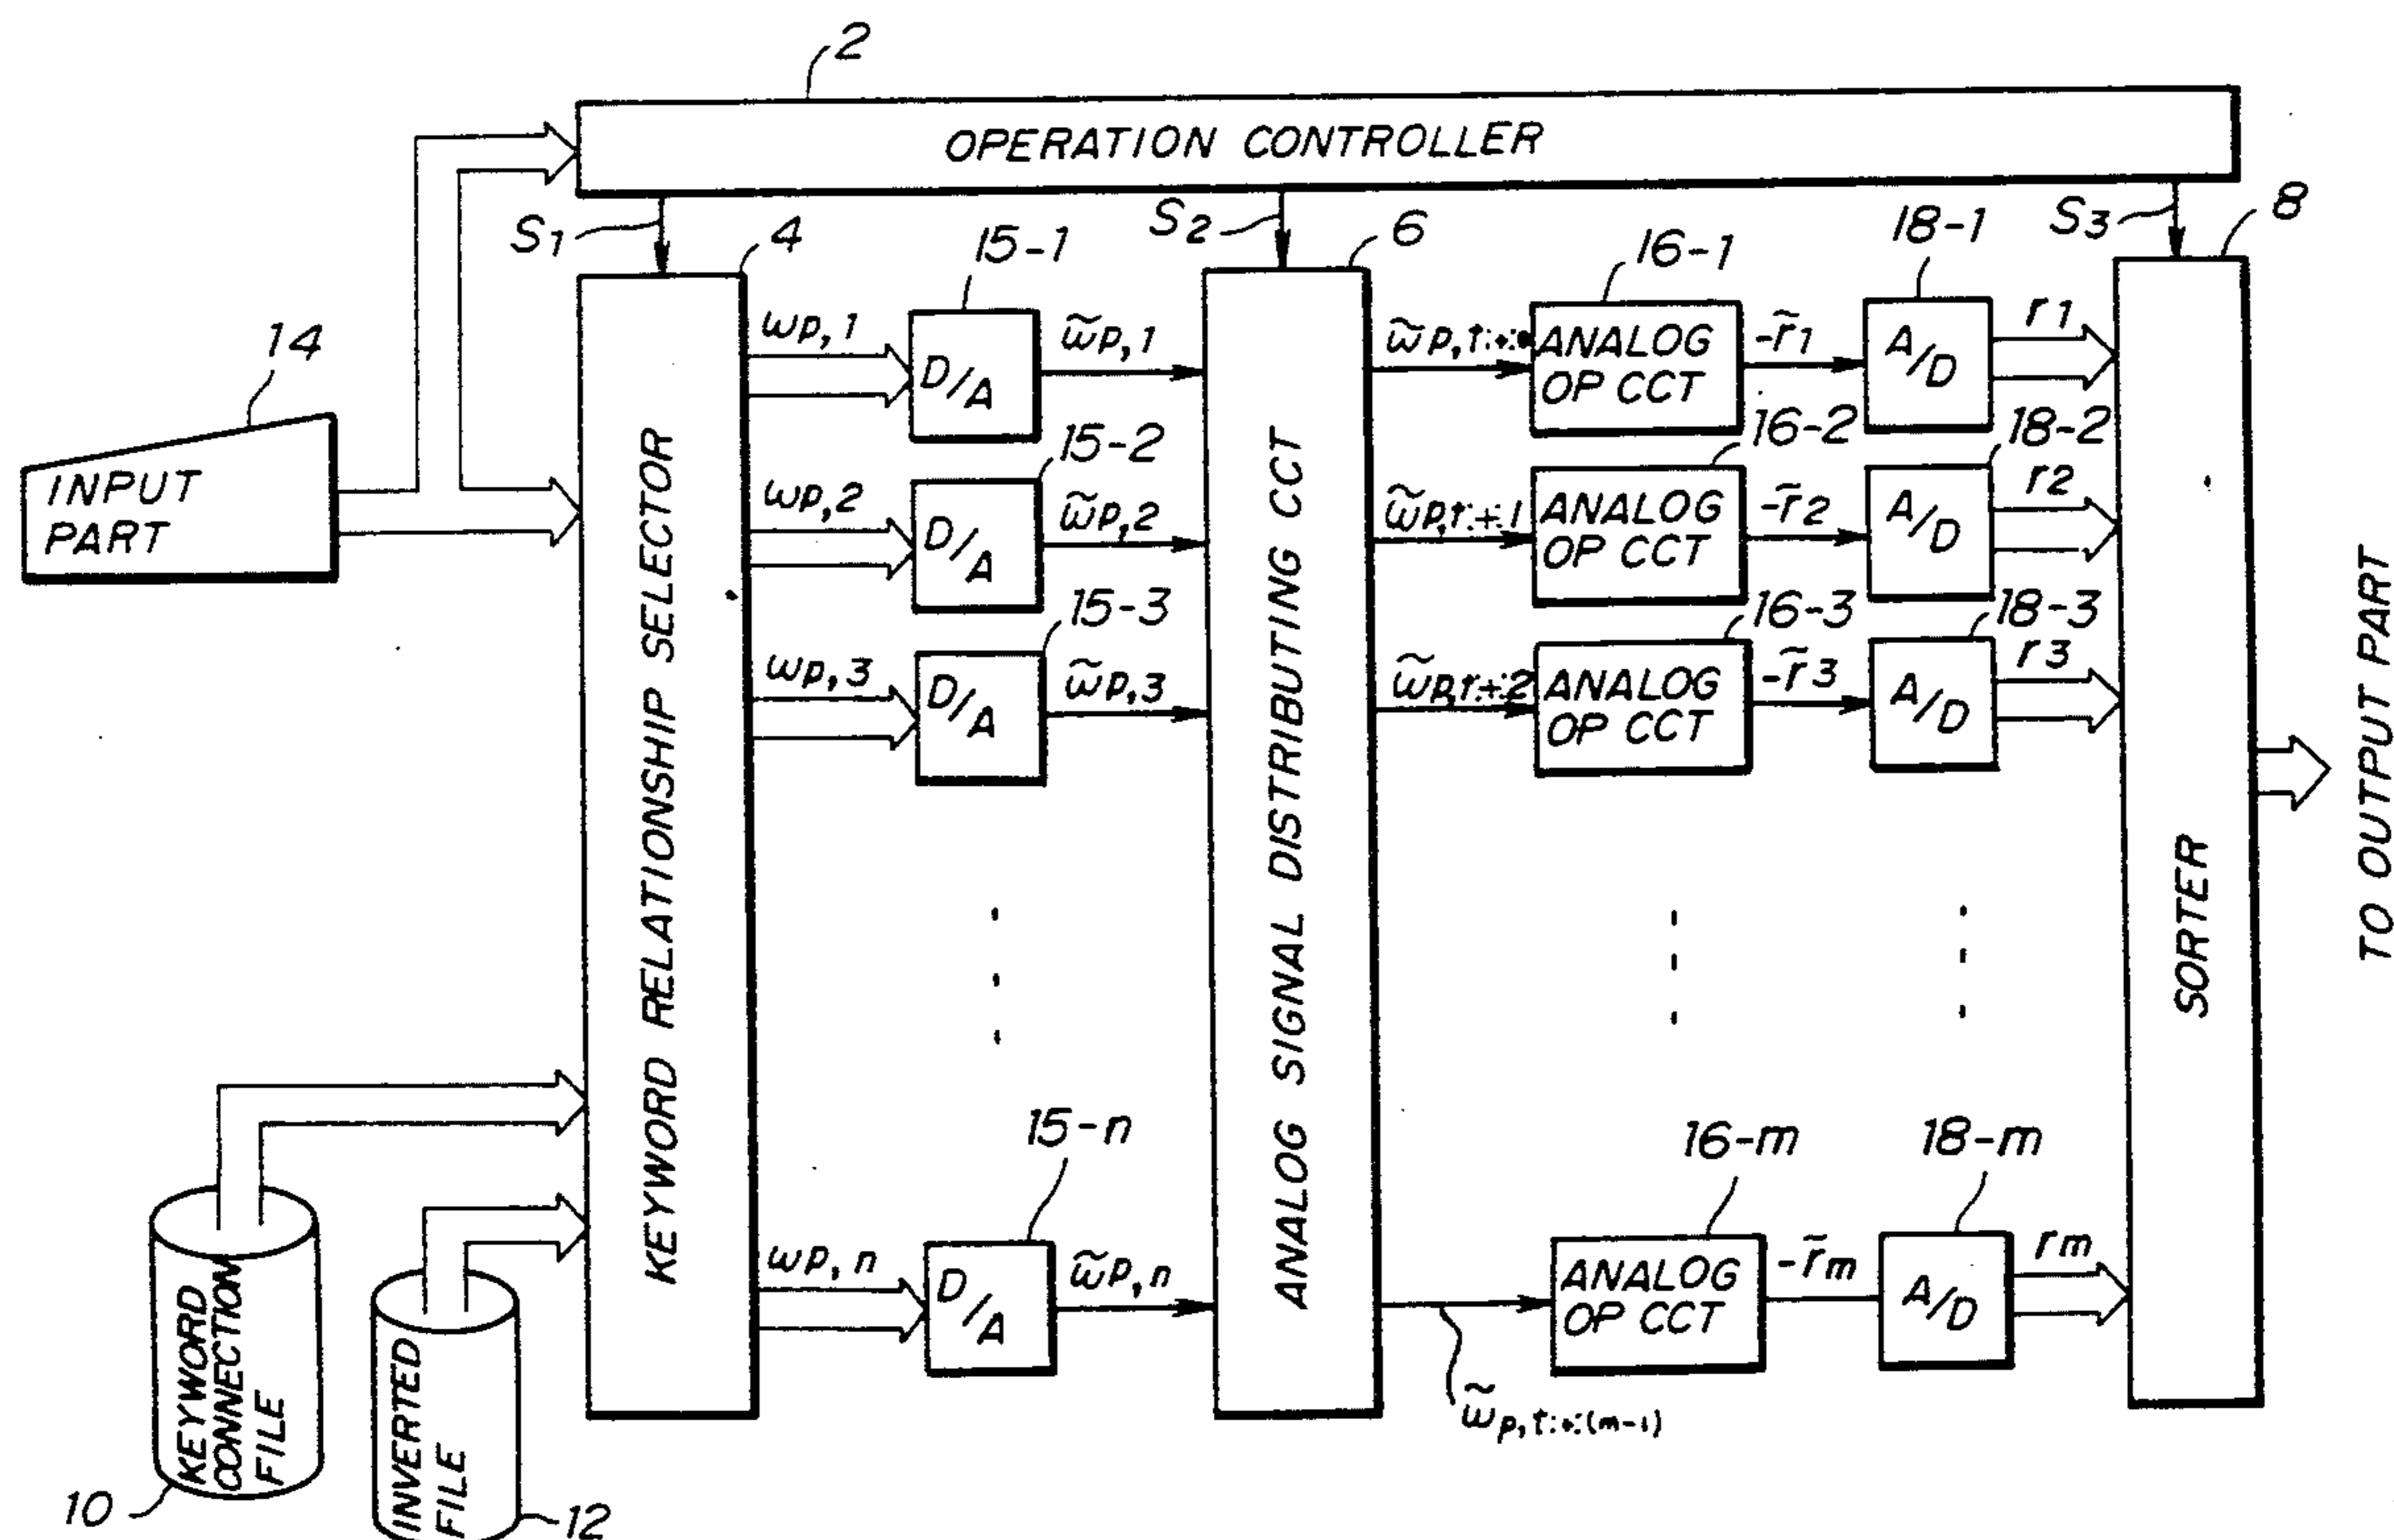 2
OPERATION CONTROLLER
S1
S2
S3
4
6
8
14
INPUT
PART
KEYWORD RELATIONSHIP SELECTOR
ωp,1
ωp,2
ωp,3
ωp,n
15-1
D/A
15-2
D/A
15-3
D/A
15-n
D/A
ω̃p,1
ω̃p,2
ω̃p,3
ω̃p,n
ANALOG SIGNAL DISTRIBUTING CCT
ω̃p,t∔1
ω̃p,t∔2
ω̃p,t∔(m-1)
16-1
ANALOG
OP CCT
16-2
ANALOG
OP CCT
16-3
ANALOG
OP CCT
16-m
ANALOG
OP CCT
-r̃1
-r̃2
-r̃3
-r̃m
18-1
A/D
18-2
A/D
18-3
A/D
18-m
A/D
r1
r2
r3
rm
SORTER
TO OUTPUT PART
KEYWORD
CONNECTION
FILE
10
INVERTED
FILE
12